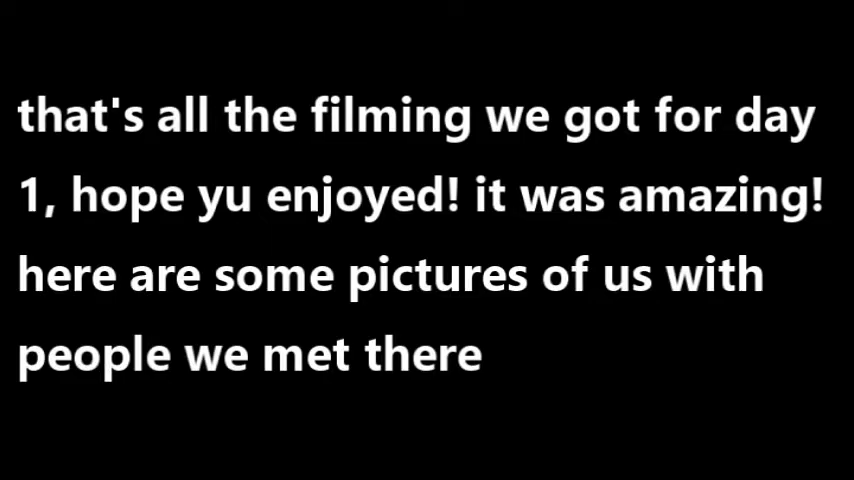 that's all the filming we got for day
1, hope yu enjoyed! it was amazing!
here are some pictures of us with
people we met there